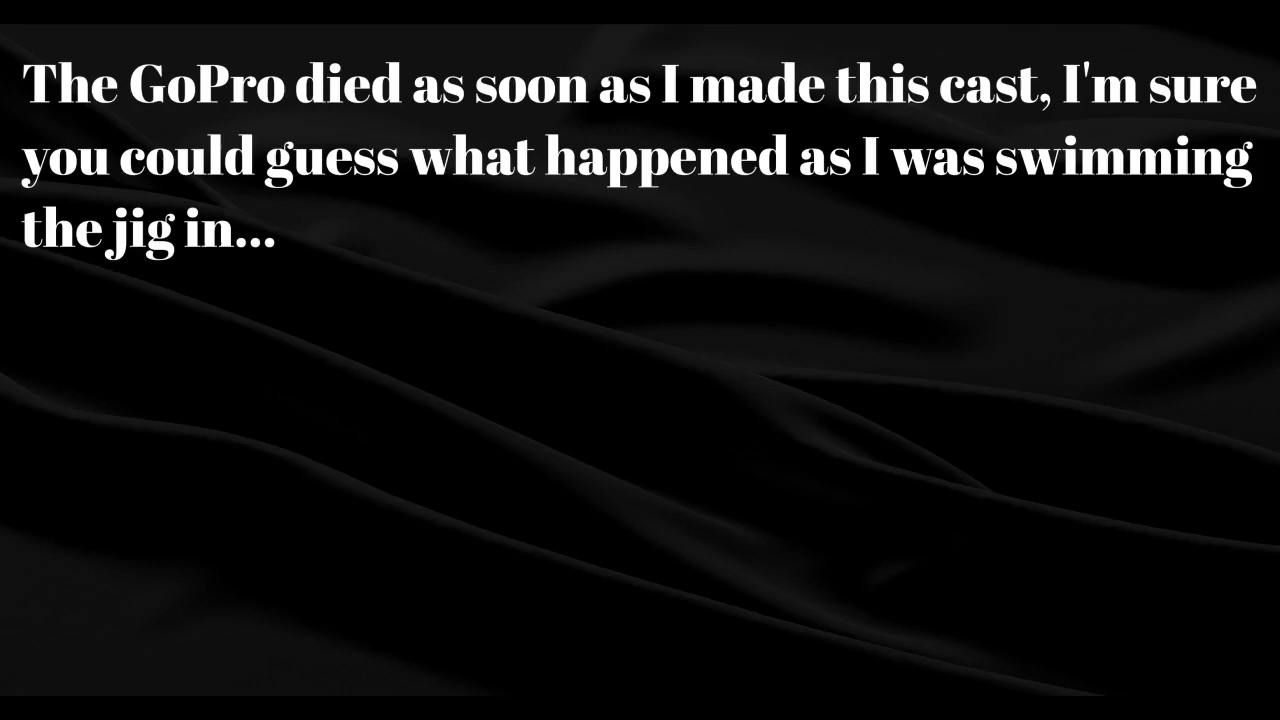 The GoPro died as soon as I made this cast, I'm sure
you could guess what happened as I was swimming
the jig in...